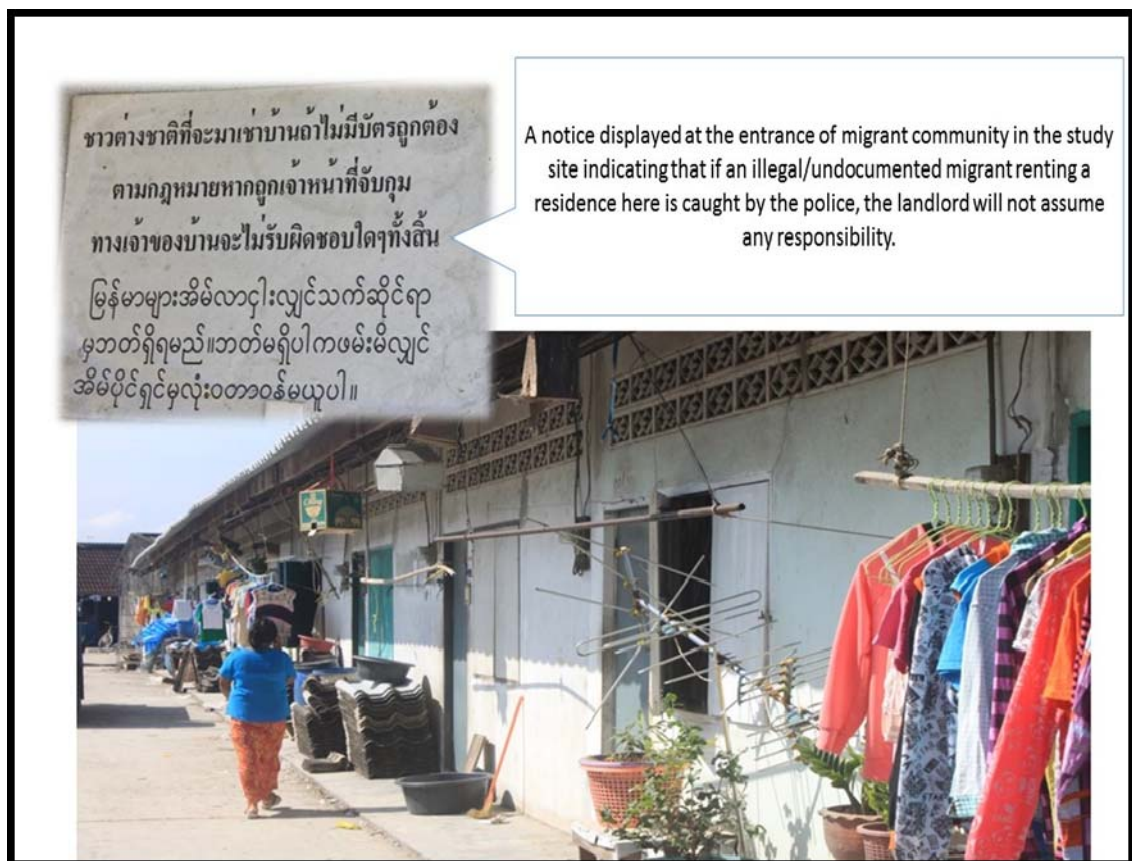 ชาวต่างชาติที่จะมาเช่าบ้านถ้าไม่มีบัตรถูกต้อง
ตามกฎหมายหากถูกเจ้าหน้าที่จับกุม
ทางเจ้าของบ้านจะไม่รับผิดชอบใดๆทั้งสิ้น
မြန်မာများအိမ်လာငှါးလျှင်သက်ဆိုင်ရာ
မှဘတ်ရှိရမည်။ဘတ်မရှိပါကဖမ်းမိလျှင်
အိမ်ပိုင်ရှင်မှလုံးဝတာဝန်မယူပါ။
A notice displayed at the entrance of migrant community in the study
site indicating that if an illegal/undocumented migrant renting a
residence here is caught by the police, the landlord will not assume
any responsibility.